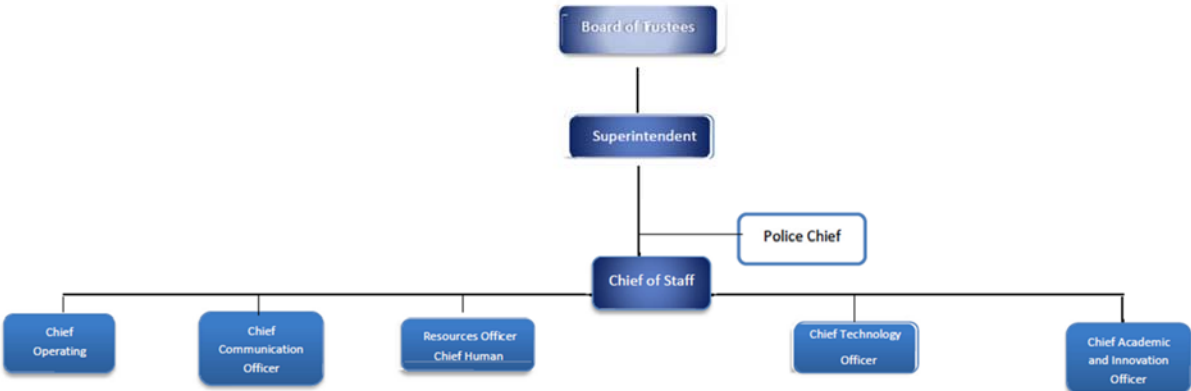 Board of Trustees
Superintendent
Police Chief
Chief of Staff
Chief
Operating
Chief
Communication
Officer
Resources Officer
Chief Human
Chief Technology
Officer
Chief Academic
and Innovation
Officer